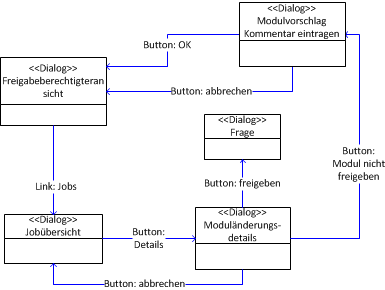 <<Dialog>>
Modulvorschlag
Kommentar eintragen
Button: OK
<<Dialog>>
Freigabeberechtigteran
sicht
Button: abbrechen
<<Dialog>>
Frage
Button:
Modul nicht
freigeben
Link: Jobs
Button: freigeben
<<Dialog>>
Jobübersicht
Button:
Details
<<Dialog>>
Moduländerungs-
details
Button: abbrechen